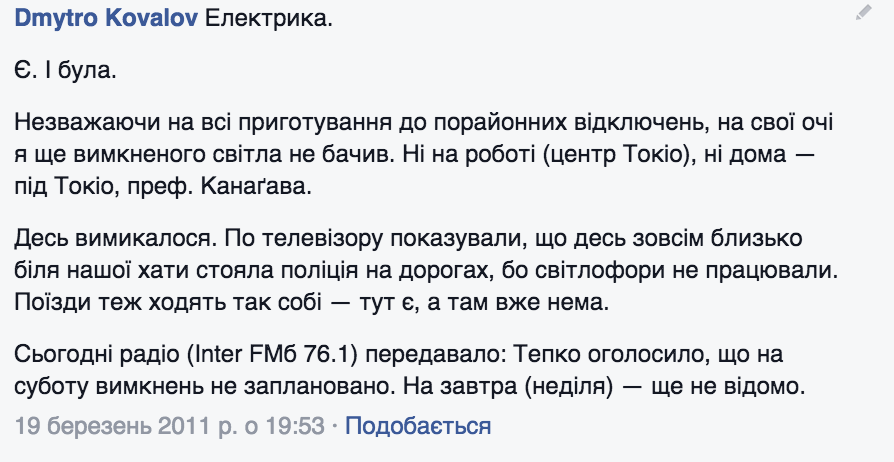 Dmytro Kovalov Електрика.
Є. І була.
Незважаючи на всі приготування до порайонних відключень, на свої очі
я ще вимкненого світла не бачив. Ні на роботі (центр Токіо), ні дома —
під Токіо, преф. Канаґава.
Десь вимикалося. По телевізору показували, що десь зовсім близько
біля нашої хати стояла поліція на дорогах, бо світлофори не працювали.
Поїзди теж ходять так собі — тут є, а там вже нема.
Сьогодні радіо (Inter FMб 76.1) передавало: Тепко оголосило, що на
суботу вимкнень не заплановано. На завтра (неділя) — ще не відомо.
19 березень 2011 р. о 19:53 · Подобається